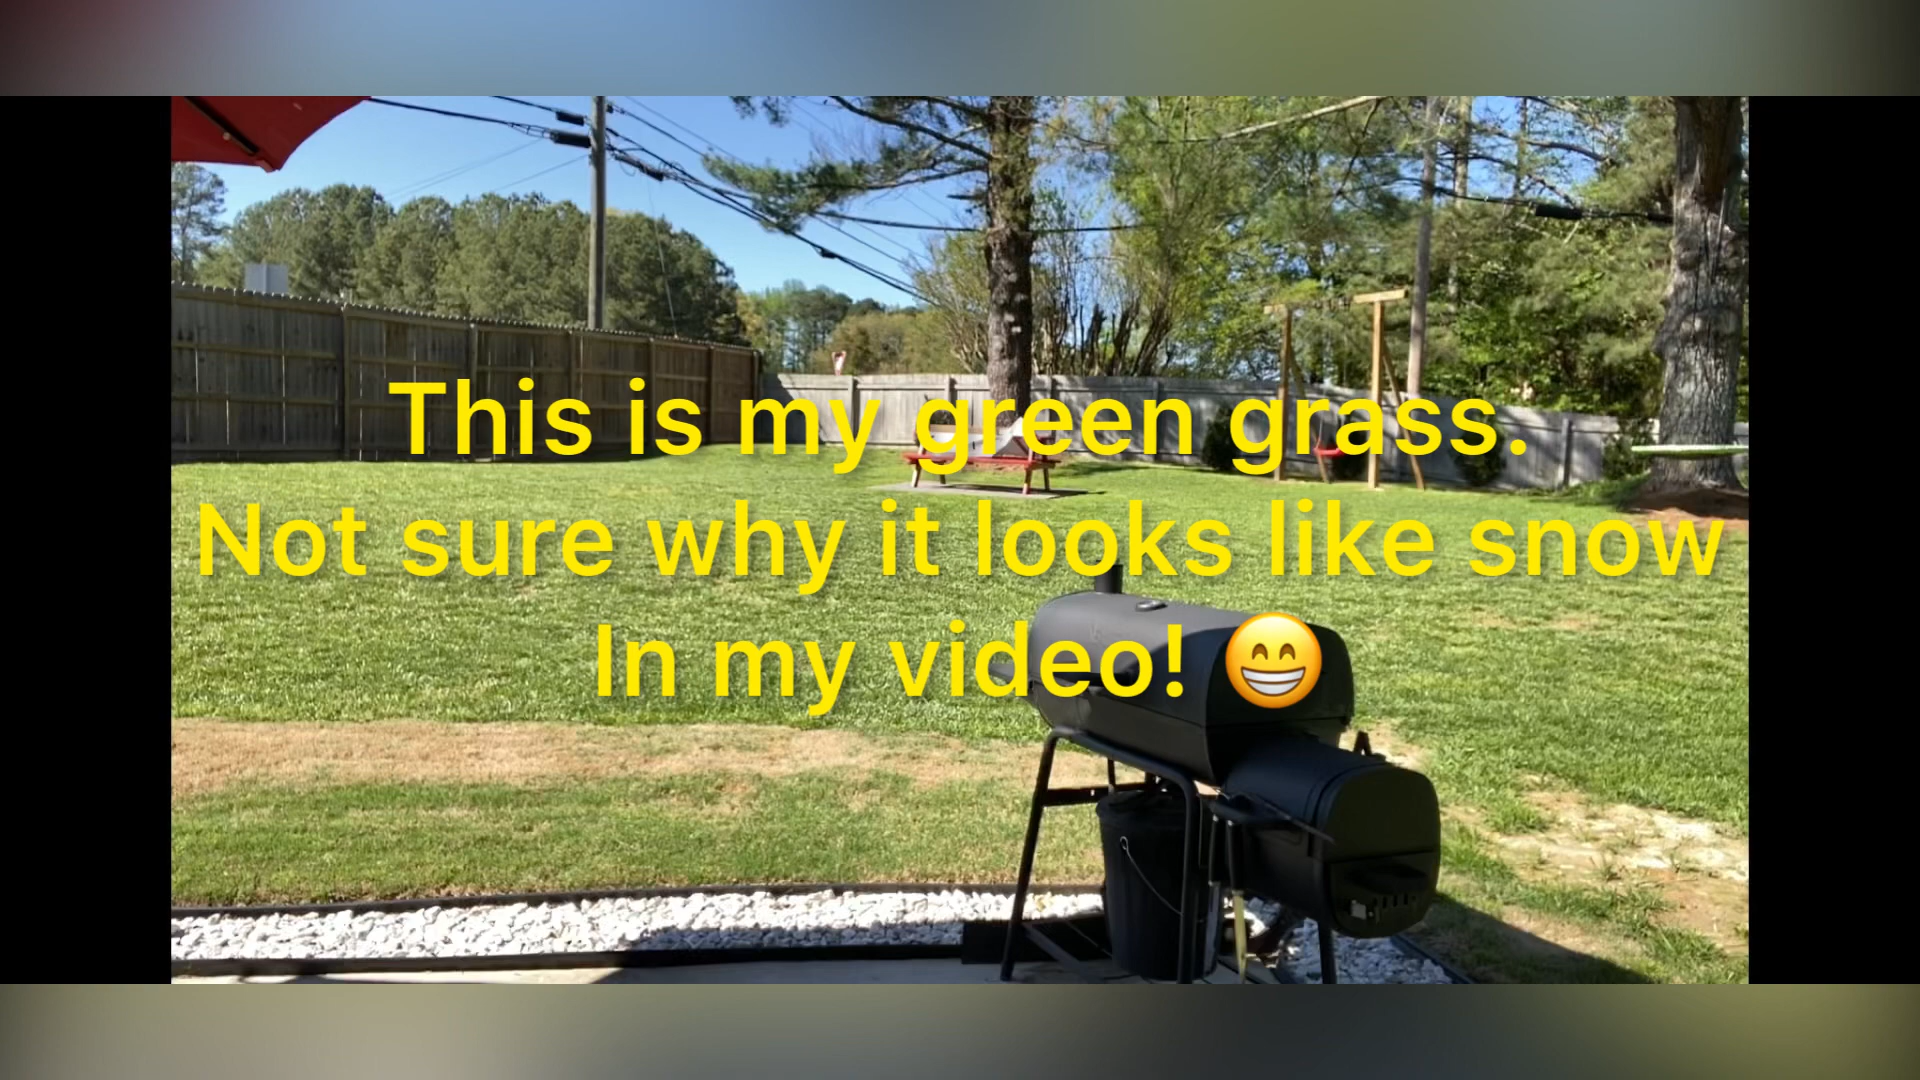 This is my green grass.
Not sure why it looks like snow
In my video! 😁